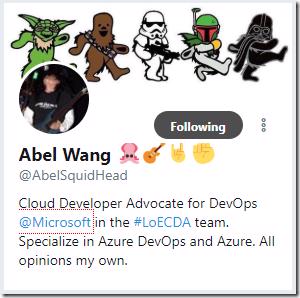 Following
Abel Wang 🦑🎸🤘✊
@AbelSquidHead
Cloud Developer Advocate for DevOps
@Microsoft in the #LoECDA team.
Specialize in Azure DevOps and Azure. All
opinions my own.